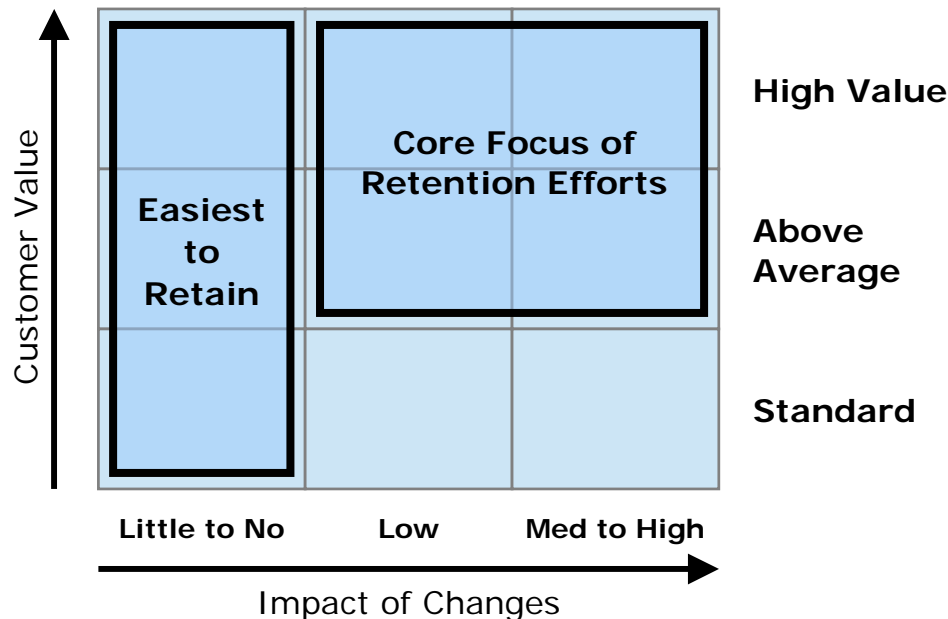 Customer Value
Easiest
to
Retain
Core Focus of
Retention Efforts
High Value
Above
Average
Standard
Little to No
Low
Med to High
Impact of Changes